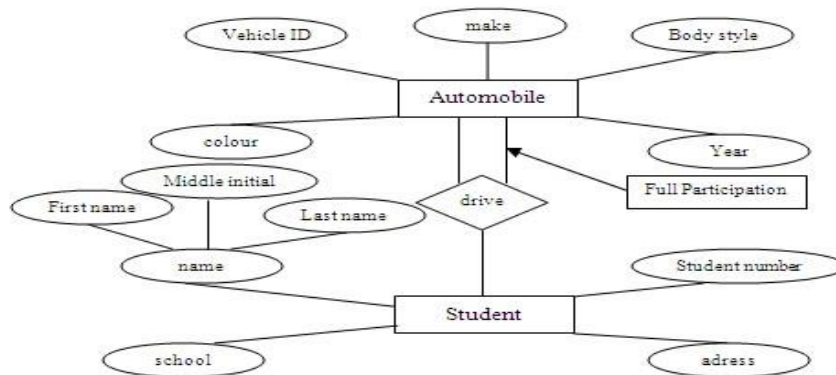 make
Vehicle ID
Body style
Automobile
colour
Year
Middle initial
Full Participation
First name
Last name
drive
name
Student number
Student
school
adress